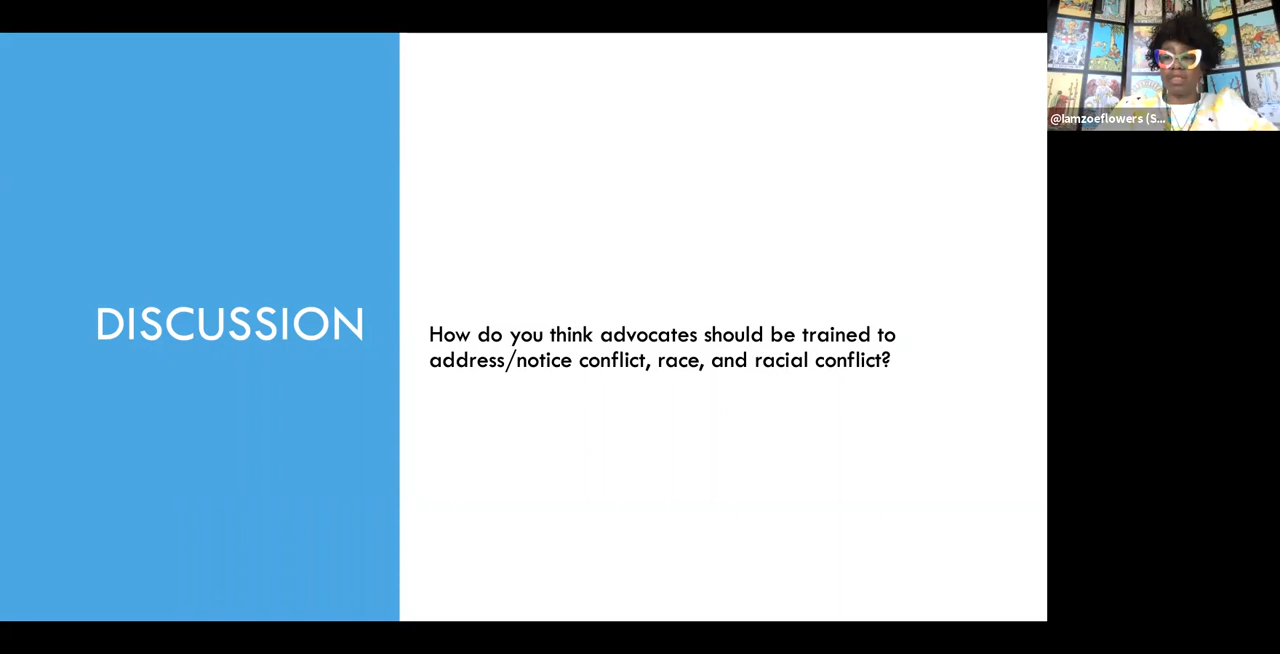 @Iamzoeflowers (S...
DISCUSSION
How do you think advocates should be trained to
address/notice conflict, race, and racial conflict?